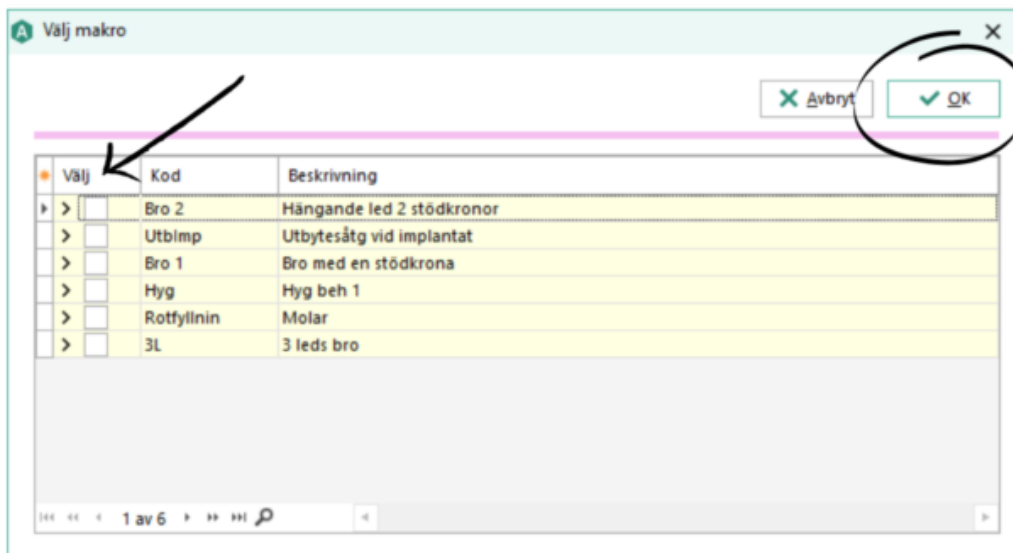 Välj makro
Avbryt OK
Välj Kod Beskrivning
Bro 2 Hängande led 2 stödkronor
UtbImp Utbytesåtg vid implantat
Bro 1 Bro med en stödkrona
Hyg Hyg beh 1
Rotfyllnin Molar
3L 3 leds bro
1 av 6